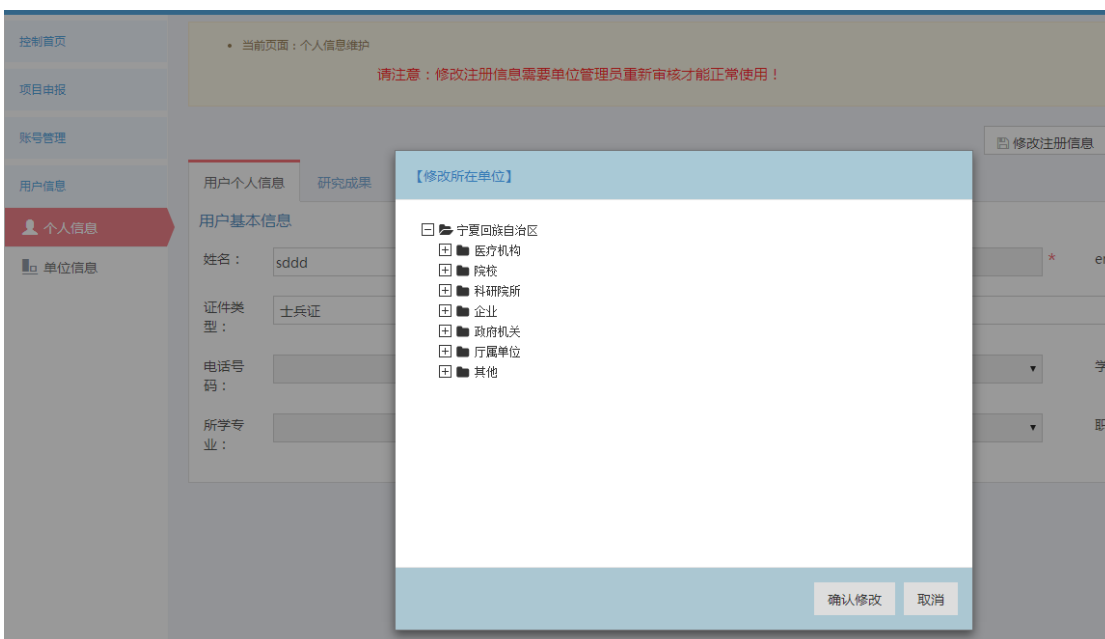 控制首页
项目申报
账号管理
用户信息
个人信息
单位信息
当前页面：个人信息维护
请注意：修改注册信息需要单位管理员重新审核才能正常使用！
修改注册信息
用户个人信息
研究成果
用户基本信息
姓名：
sddd
*
证件类
型：
士兵证
电话号
码：
所学专
业：
【修改所在单位】
宁夏回族自治区
医疗机构
院校
科研院所
企业
政府机关
厅属单位
其他
确认修改
取消